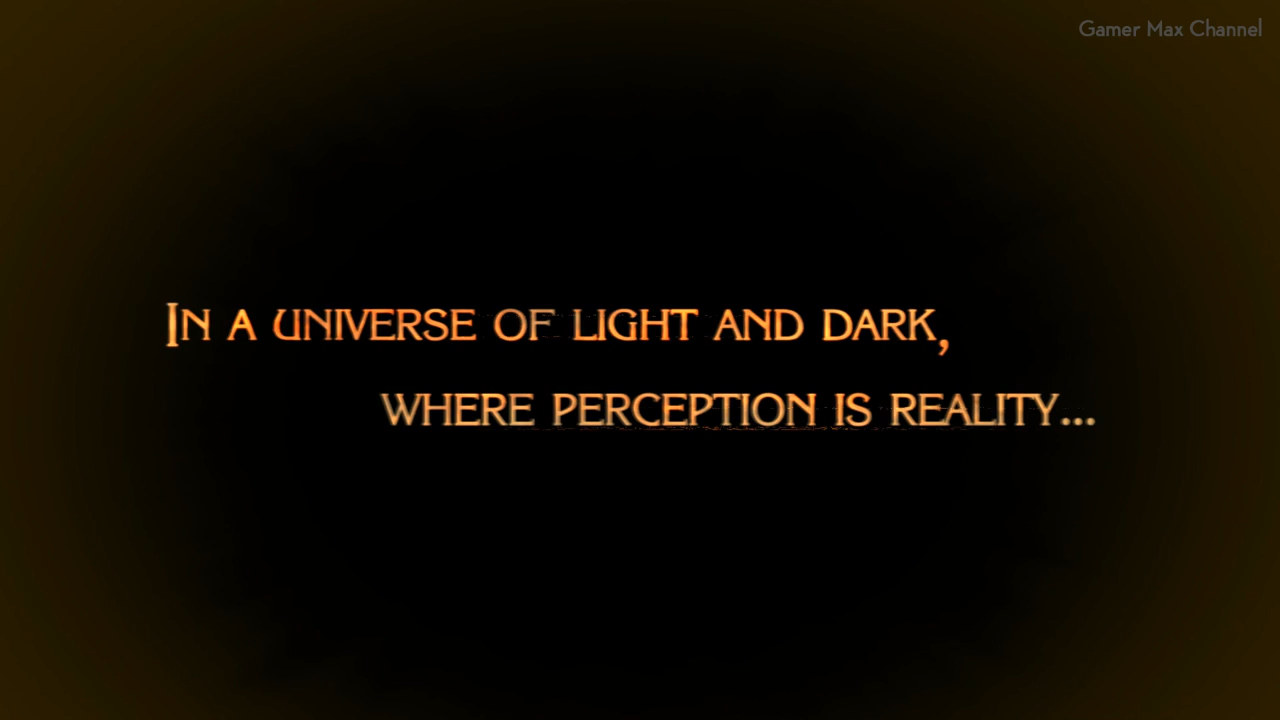 Gamer Max Channel
In a universe of light and dark,
where perception is reality...